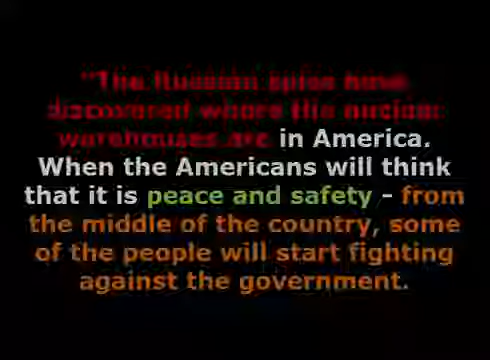 "The Russian spies have
discovered where the nuclear
warehouses are in America.
When the Americans will think
that it is peace and safety - from
the middle of the country, some
of the people will start fighting
against the government.